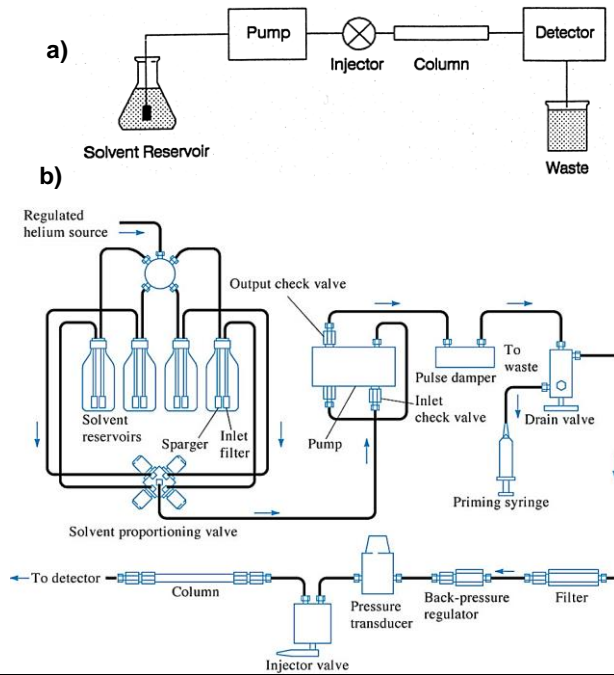 a)
Pump
Injector
Column
Detector
Solvent Reservoir
Waste
b)
Regulated
helium source
Output check valve
Solvent
reservoirs
Sparger
Inlet
filter
Pump
Inlet
check valve
Pulse damper
To
waste
Drain valve
Priming syringe
Solvent proportioning valve
To detector
Column
Injector valve
Pressure
transducer
Back-pressure
regulator
Filter